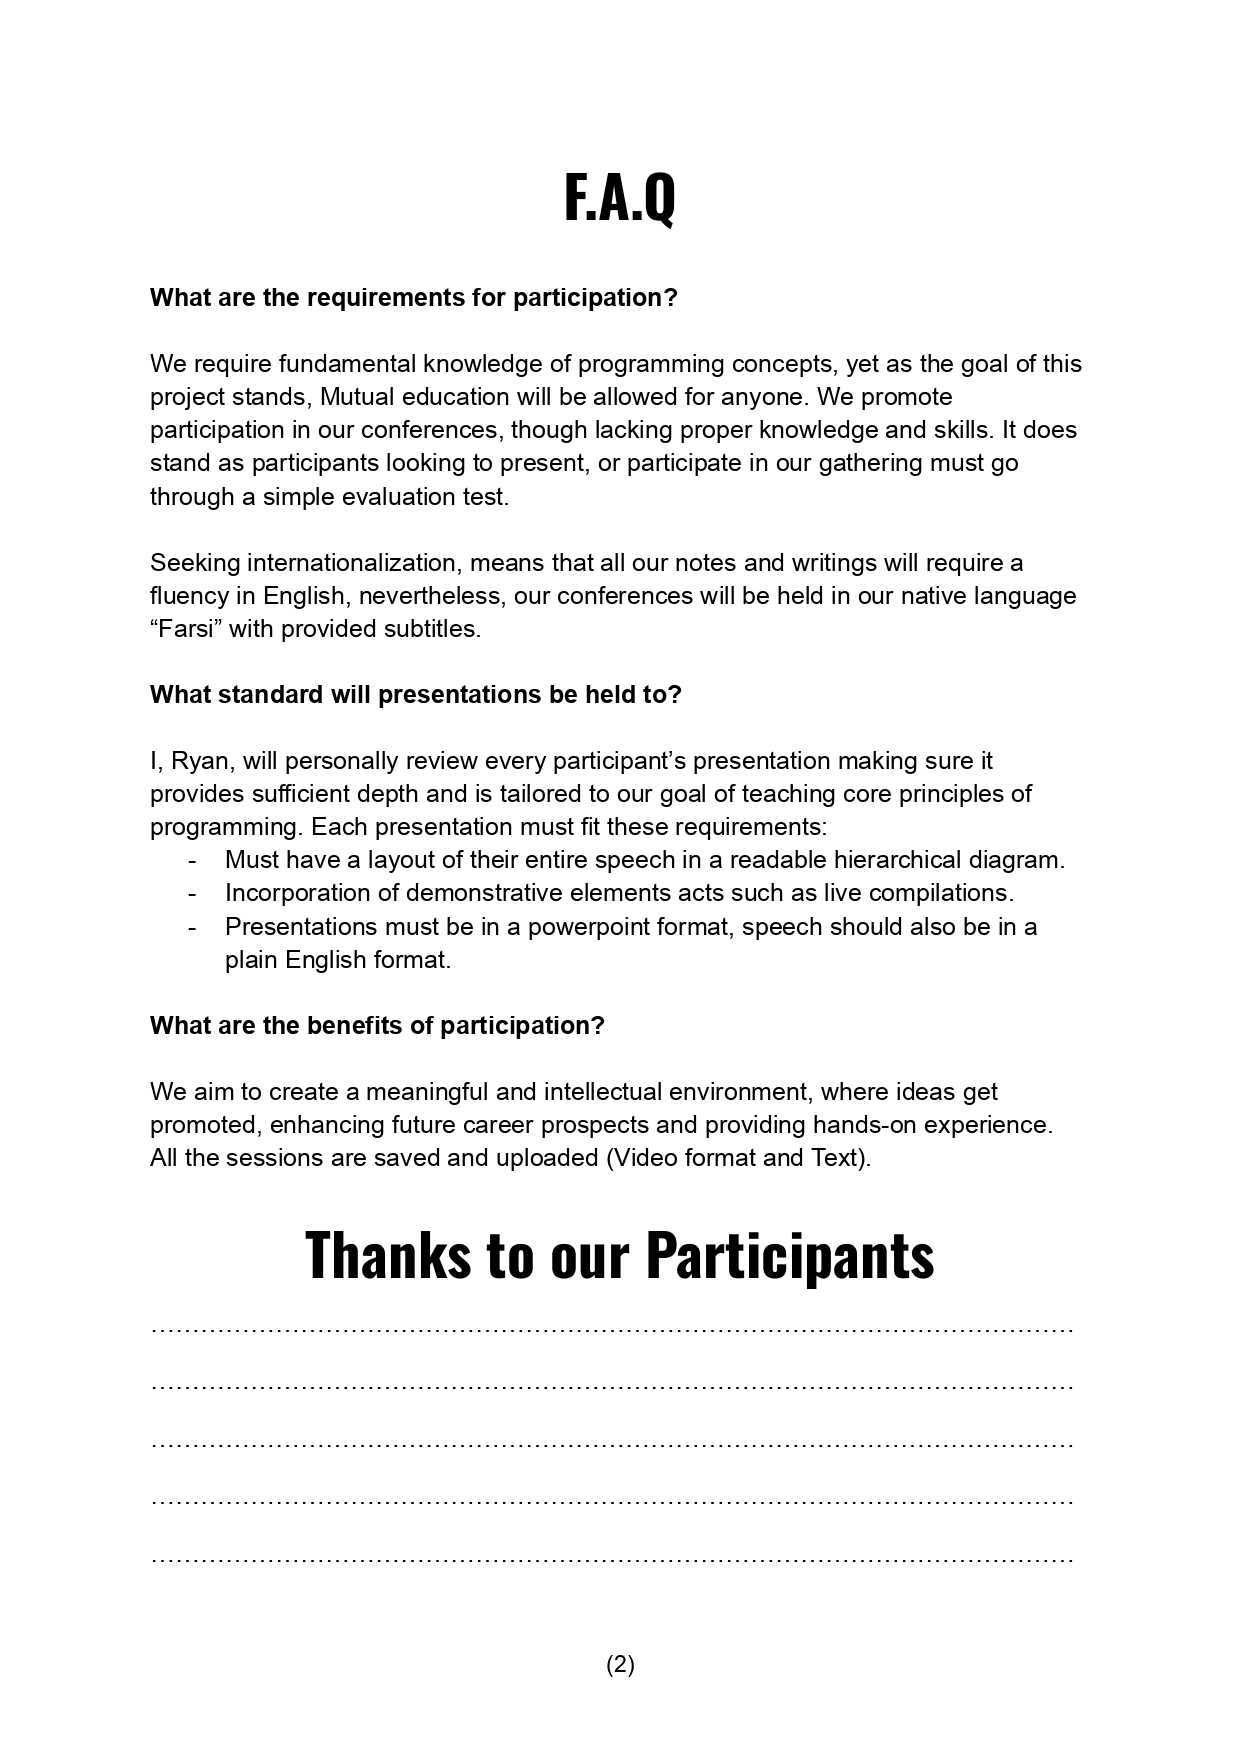 F.A.Q
What are the requirements for participation?
We require fundamental knowledge of programming concepts, yet as the goal of this
project stands, Mutual education will be allowed for anyone. We promote
participation in our conferences, though lacking proper knowledge and skills. It does
stand as participants looking to present, or participate in our gathering must go
through a simple evaluation test.
Seeking internationalization, means that all our notes and writings will require a
fluency in English, nevertheless, our conferences will be held in our native language
“Farsi” with provided subtitles.
What standard will presentations be held to?
I, Ryan, will personally review every participant’s presentation making sure it
provides sufficient depth and is tailored to our goal of teaching core principles of
programming. Each presentation must fit these requirements:
- Must have a layout of their entire speech in a readable hierarchical diagram.
- Incorporation of demonstrative elements acts such as live compilations.
- Presentations must be in a powerpoint format, speech should also be in a
plain English format.
What are the benefits of participation?
We aim to create a meaningful and intellectual environment, where ideas get
promoted, enhancing future career prospects and providing hands-on experience.
All the sessions are saved and uploaded (Video format and Text).
Thanks to our Participants
……………………………………………………………………………………………………
……………………………………………………………………………………………………
……………………………………………………………………………………………………
……………………………………………………………………………………………………
……………………………………………………………………………………………………
(2)